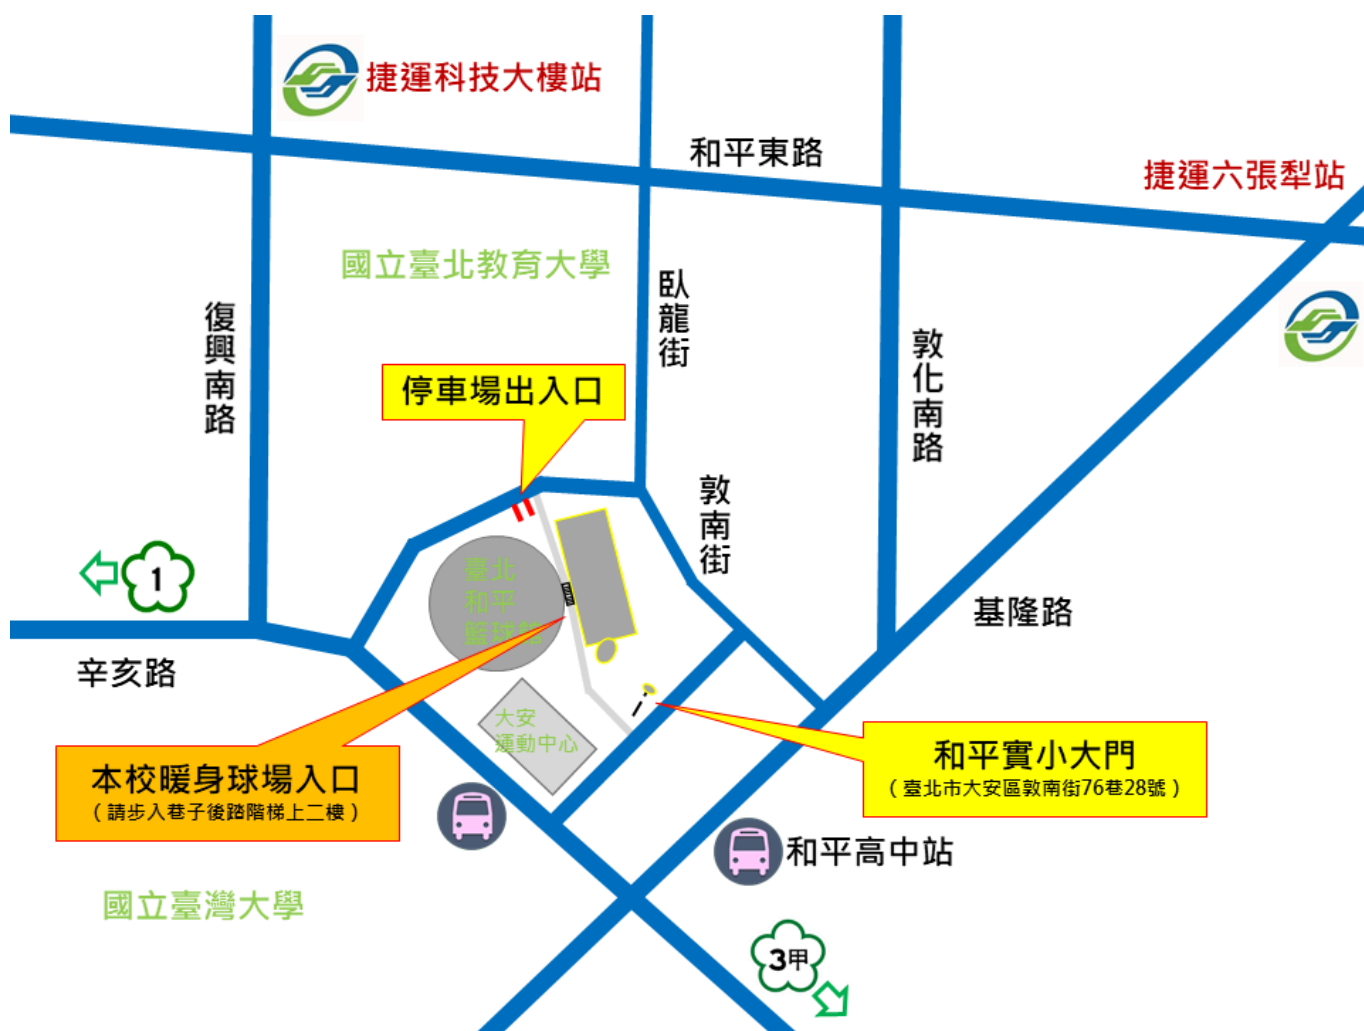 捷運科技大樓站
和平東路
捷運六張犁站
國立臺北教育大學
臥龍街
復興南路
敦化南路
停車場出入口
敦南街
臺北
和平
籃球館
1
基隆路
辛亥路
大安
運動中心
本校暖身球場入口
（請步入巷子後踏階梯上二樓）
和平實小大門
（臺北市大安區敦南街76巷28號）
和平高中站
國立臺灣大學
3甲